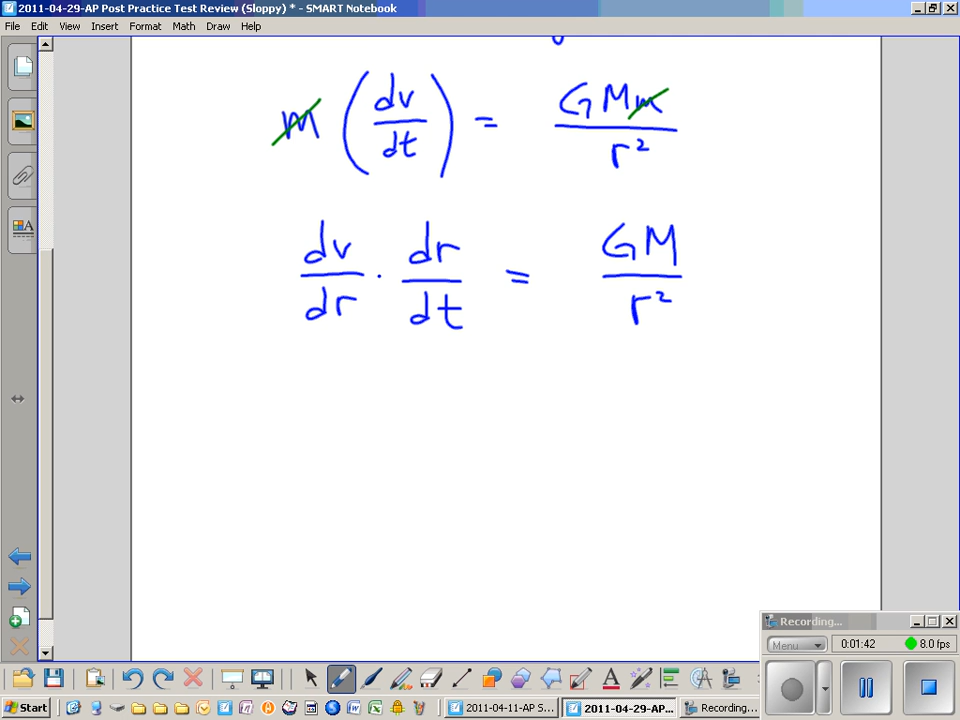 2011-04-29-AP Post Practice Test Review (Sloppy) * - SMART Notebook
File Edit View Insert Format Math Draw Help
m (dv/dt) = GMm/r²
dv/dr · dr/dt = GM/r²
Recording...
Menu 0:01:42 8.0 fps
Start 2011-04-11-AP S... 2011-04-29-AP... Recording...